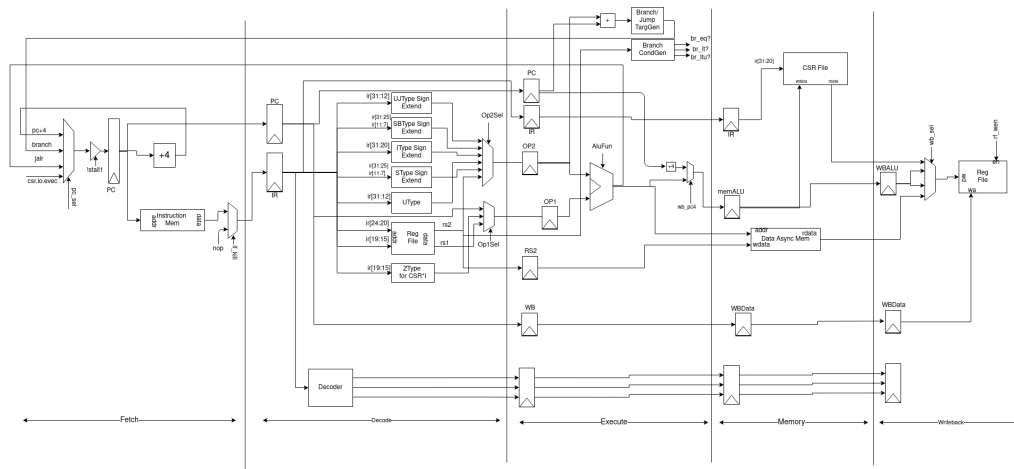 Branch/
Jump
TargGen
+
br_eq?
Branch
CondGen
br_lt?
br_ltu?
ir[31:20]
CSR File
wdata
rdata
PC
PC
ir[31:12]
UJType Sign
Extend
IR
IR
ir[31:25]
ir[11:7]
SBType Sign
Extend
Op2Sel
pc+4
branch
jalr
csr.io.evec
pc_sel
!stall1
PC
+4
IR
ir[31:20]
IType Sign
Extend
OP2
AluFun
+4
wb_pc4
wb_sel
rf_wen
ir[31:25]
ir[11:7]
SType Sign
Extend
WBALU
wd
en
Reg
File
wa
ir[31:12]
UType
OP1
memALU
Instruction
Mem
addr
data
nop
if_kill
ir[24:20]
ir[19:15]
addr
Reg
File
data
rs2
rs1
Op1Sel
addr
rdata
Data Async Mem
wdata
ir[19:15]
ZType
for CSR*I
RS2
WB
WBData
WBData
Decoder
Fetch
Decode
Execute
Memory
Writeback